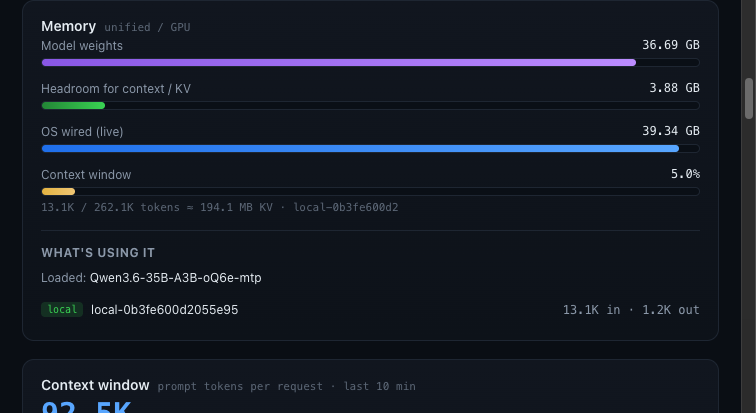 Memory unified / GPU
Model weights 36.69 GB
Headroom for context / KV 3.88 GB
OS wired (live) 39.34 GB
Context window 5.0%
13.1K / 262.1K tokens ≈ 194.1 MB KV · local-0b3fe600d2
WHAT'S USING IT
Loaded: Qwen3.6-35B-A3B-oQ6e-mtp
local local-0b3fe600d2055e95 13.1K in · 1.2K out
Context window prompt tokens per request · last 10 min
92.5K